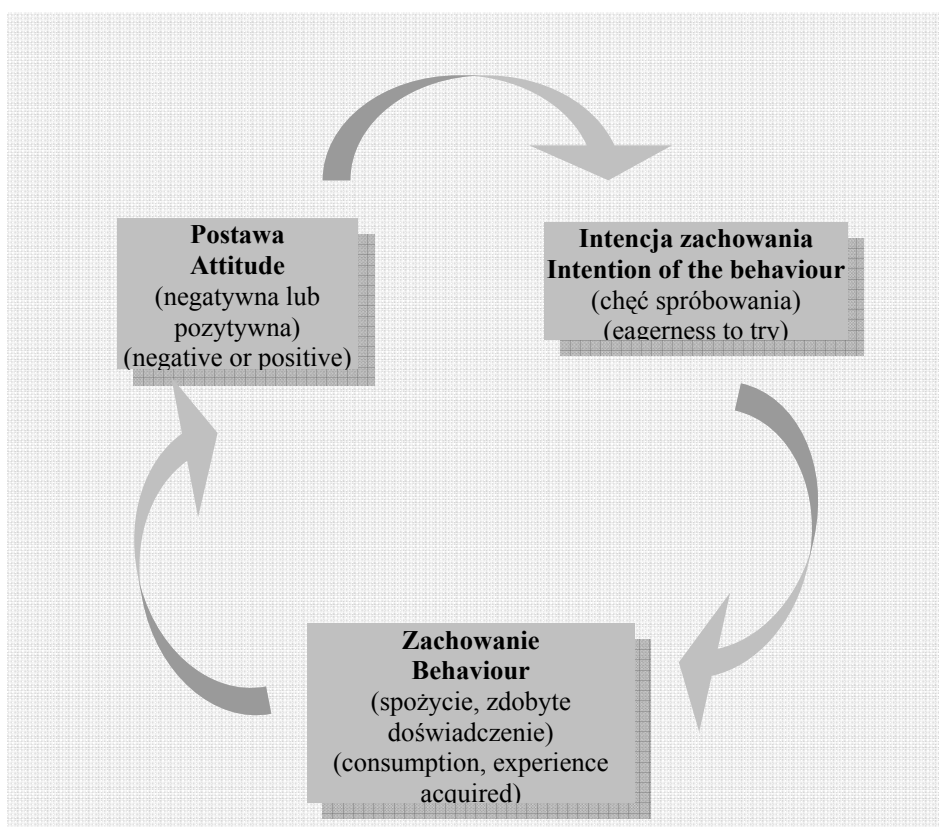 Postawa
Attitude
(negatywna lub
pozytywna)
(negative or positive)
Intencja zachowania
Intention of the behaviour
(chęć spróbowania)
(eagerness to try)
Zachowanie
Behaviour
(spożycie, zdobyte
doświadczenie)
(consumption, experience
acquired)